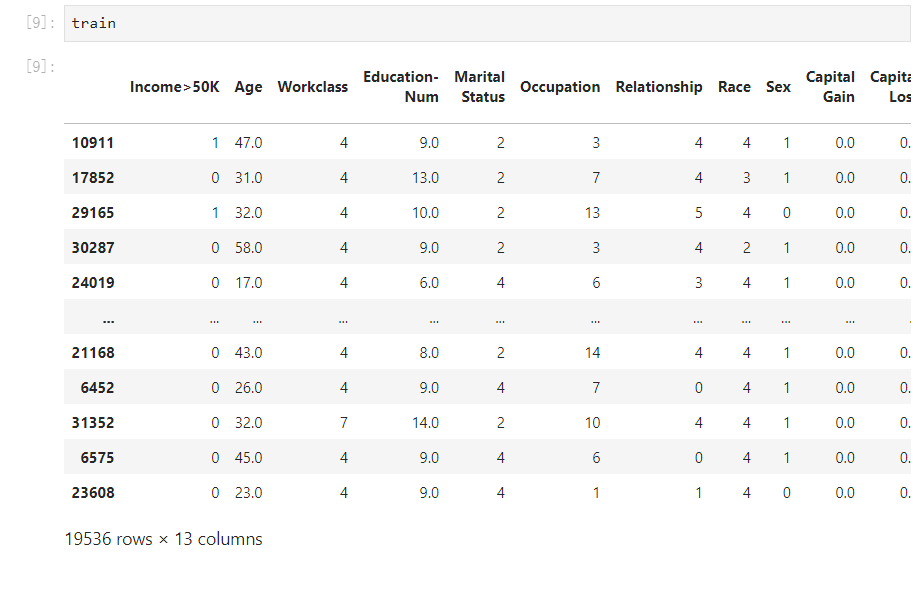 [9]: train
[9]:
Income>50K Age Workclass Education-Num Marital Status Occupation Relationship Race Sex Capital Gain
10911 1 47.0 4 9.0 2 3 4 4 1 0.0 0.
17852 0 31.0 4 13.0 2 7 4 3 1 0.0 0.
29165 1 32.0 4 10.0 2 13 5 4 0 0.0 0.
30287 0 58.0 4 9.0 2 3 4 2 1 0.0 0.
24019 0 17.0 4 6.0 4 6 3 4 1 0.0 0.
... ... ... ... ... ... ... ... ... ... ...
21168 0 43.0 4 8.0 2 14 4 4 1 0.0 0.
6452 0 26.0 4 9.0 4 7 0 4 1 0.0 0.
31352 0 32.0 7 14.0 2 10 4 4 1 0.0 0.
6575 0 45.0 4 9.0 4 6 0 4 1 0.0 0.
23608 0 23.0 4 9.0 4 1 1 4 0 0.0 0.
19536 rows × 13 columns